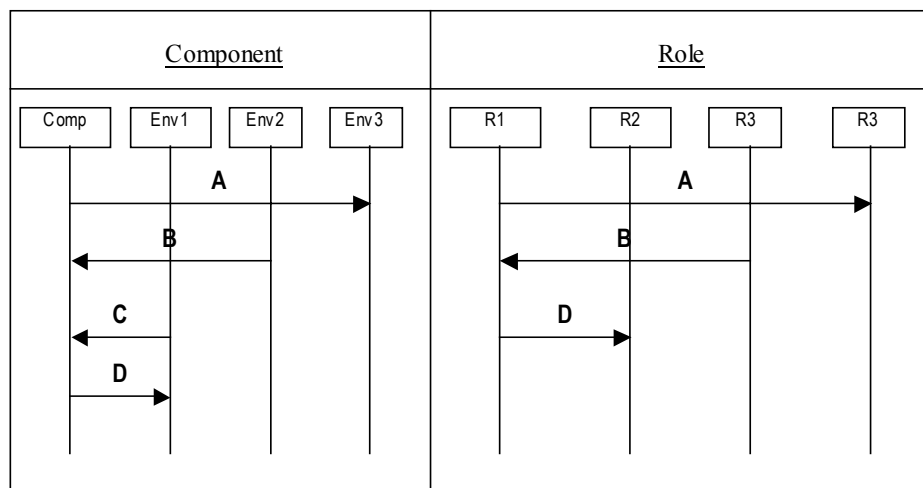 Component Role
Comp Env1 Env2 Env3 R1 R2 R3 R3
A A
B B
C D
D